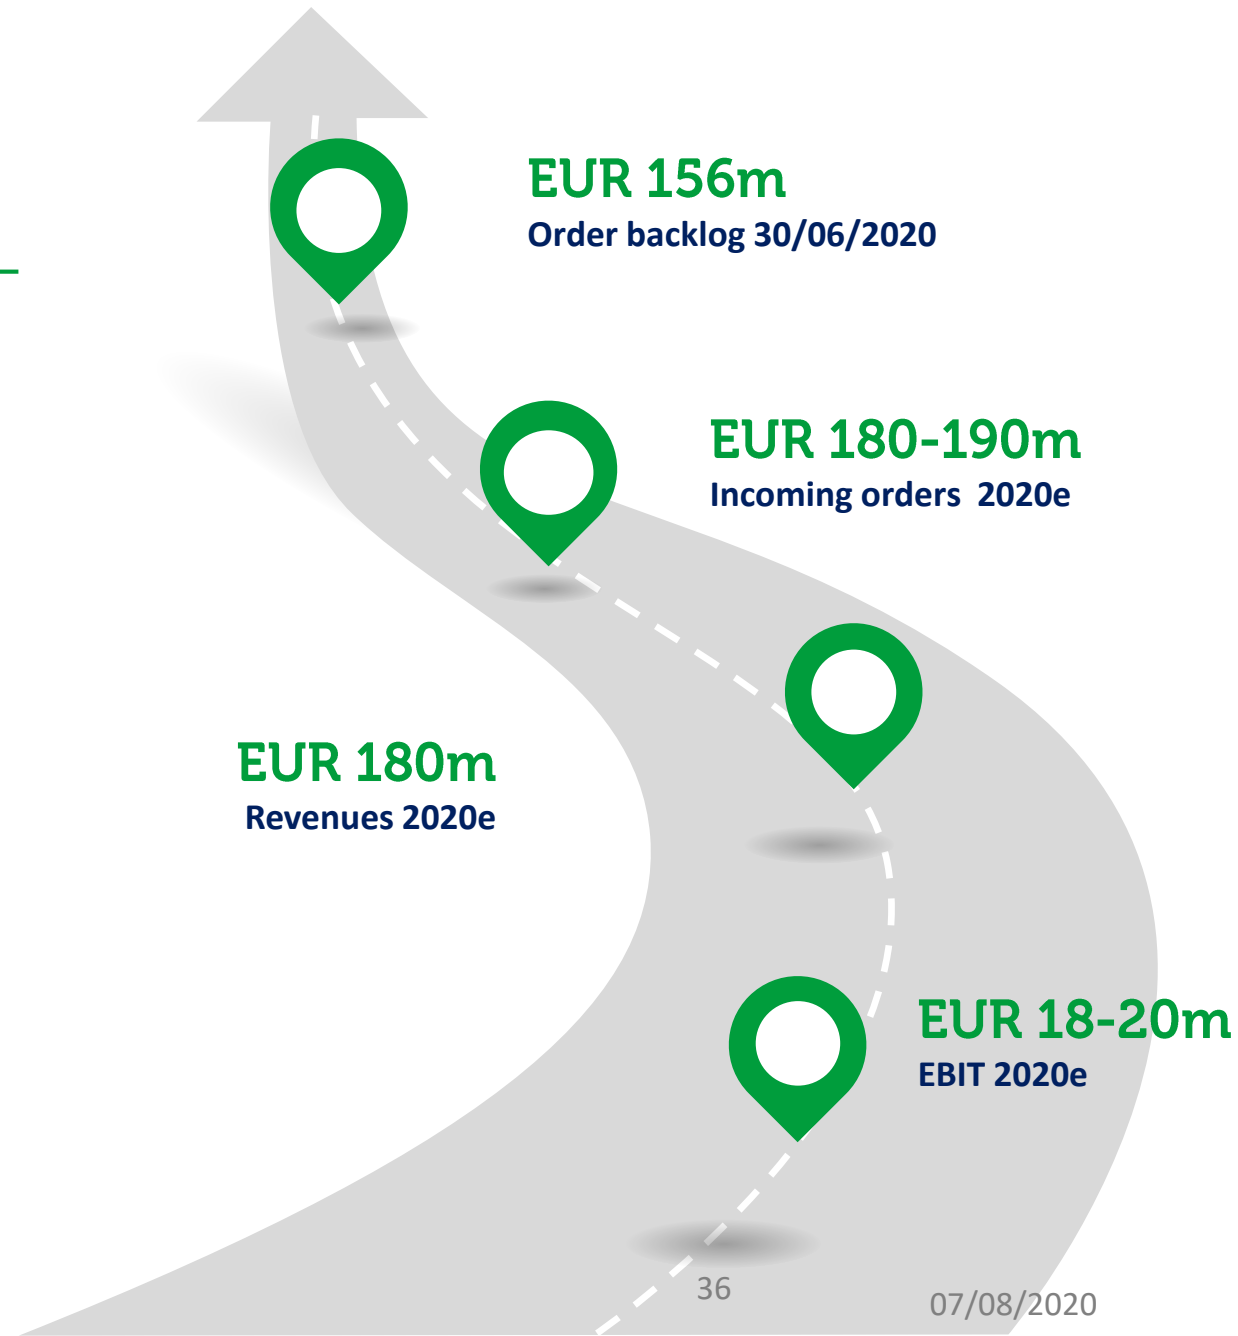 EUR 156m
Order backlog 30/06/2020
EUR 180-190m
Incoming orders  2020e
EUR 180m
Revenues 2020e
EUR 18-20m
EBIT 2020e
36
07/08/2020